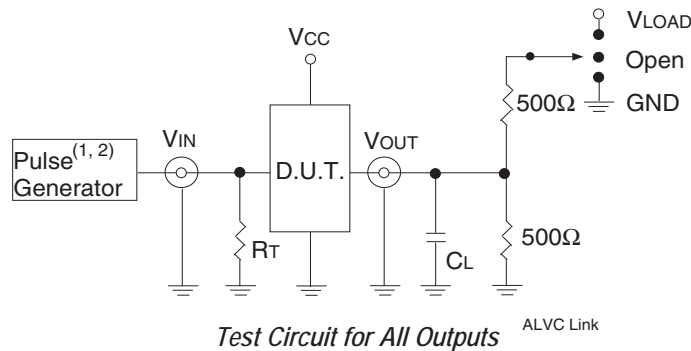 VLOAD
VCC
Open
500Ω
GND
VIN
VOUT
Pulse(1, 2)
Generator
D.U.T.
RT
CL
500Ω
Test Circuit for All Outputs
ALVC Link